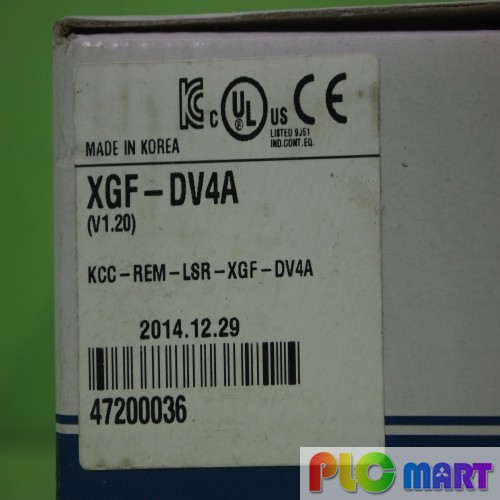 C UL US CE
LISTED 9J51
IND.CONT.EQ.
MADE IN KOREA
XGF-DV4A
(V1.20)
KCC-REM-LSR-XGF-DV4A
2014.12.29
47200036
PLC MART